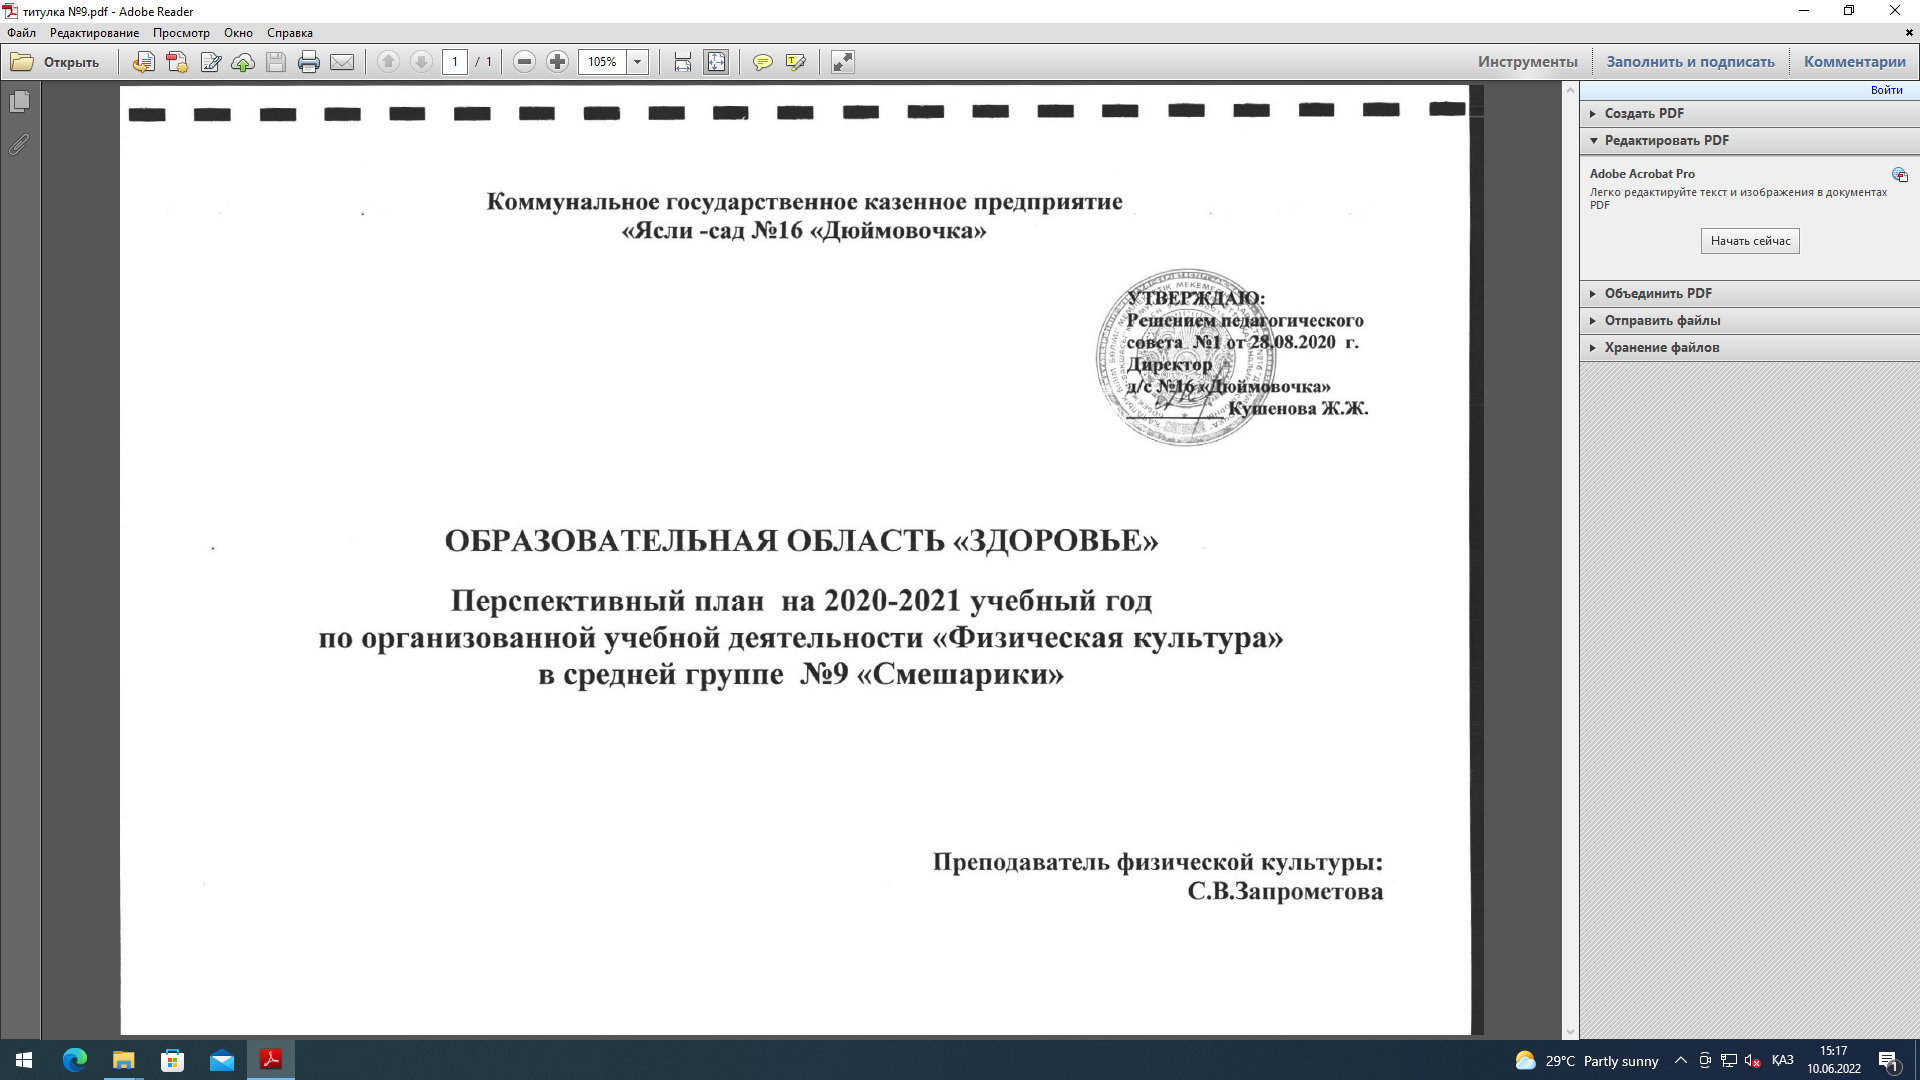 титулка №9.pdf - Adobe Reader
Файл Редактирование Просмотр Окно Справка
Открыть 1 / 1 105% Инструменты Заполнить и подписать Комментарии
Войти
Создать PDF
Редактировать PDF
Adobe Acrobat Pro
Легко редактируйте текст и изображения в документах
PDF
Начать сейчас
Объединить PDF
Отправить файлы
Хранение файлов
Коммунальное государственное казенное предприятие
«Ясли -сад №16 «Дюймовочка»
УТВЕРЖДАЮ:
Решением педагогического
совета №1 от 28.08.2020 г.
Директор
д/с №16 «Дюймовочка»
Кушенова Ж.Ж.
ОБРАЗОВАТЕЛЬНАЯ ОБЛАСТЬ «ЗДОРОВЬЕ»
Перспективный план на 2020-2021 учебный год
по организованной учебной деятельности «Физическая культура»
в средней группе №9 «Смешарики»
Преподаватель физической культуры:
С.В.Запрометова
29°C Partly sunny ҚАЗ 15:17
10.06.2022
1